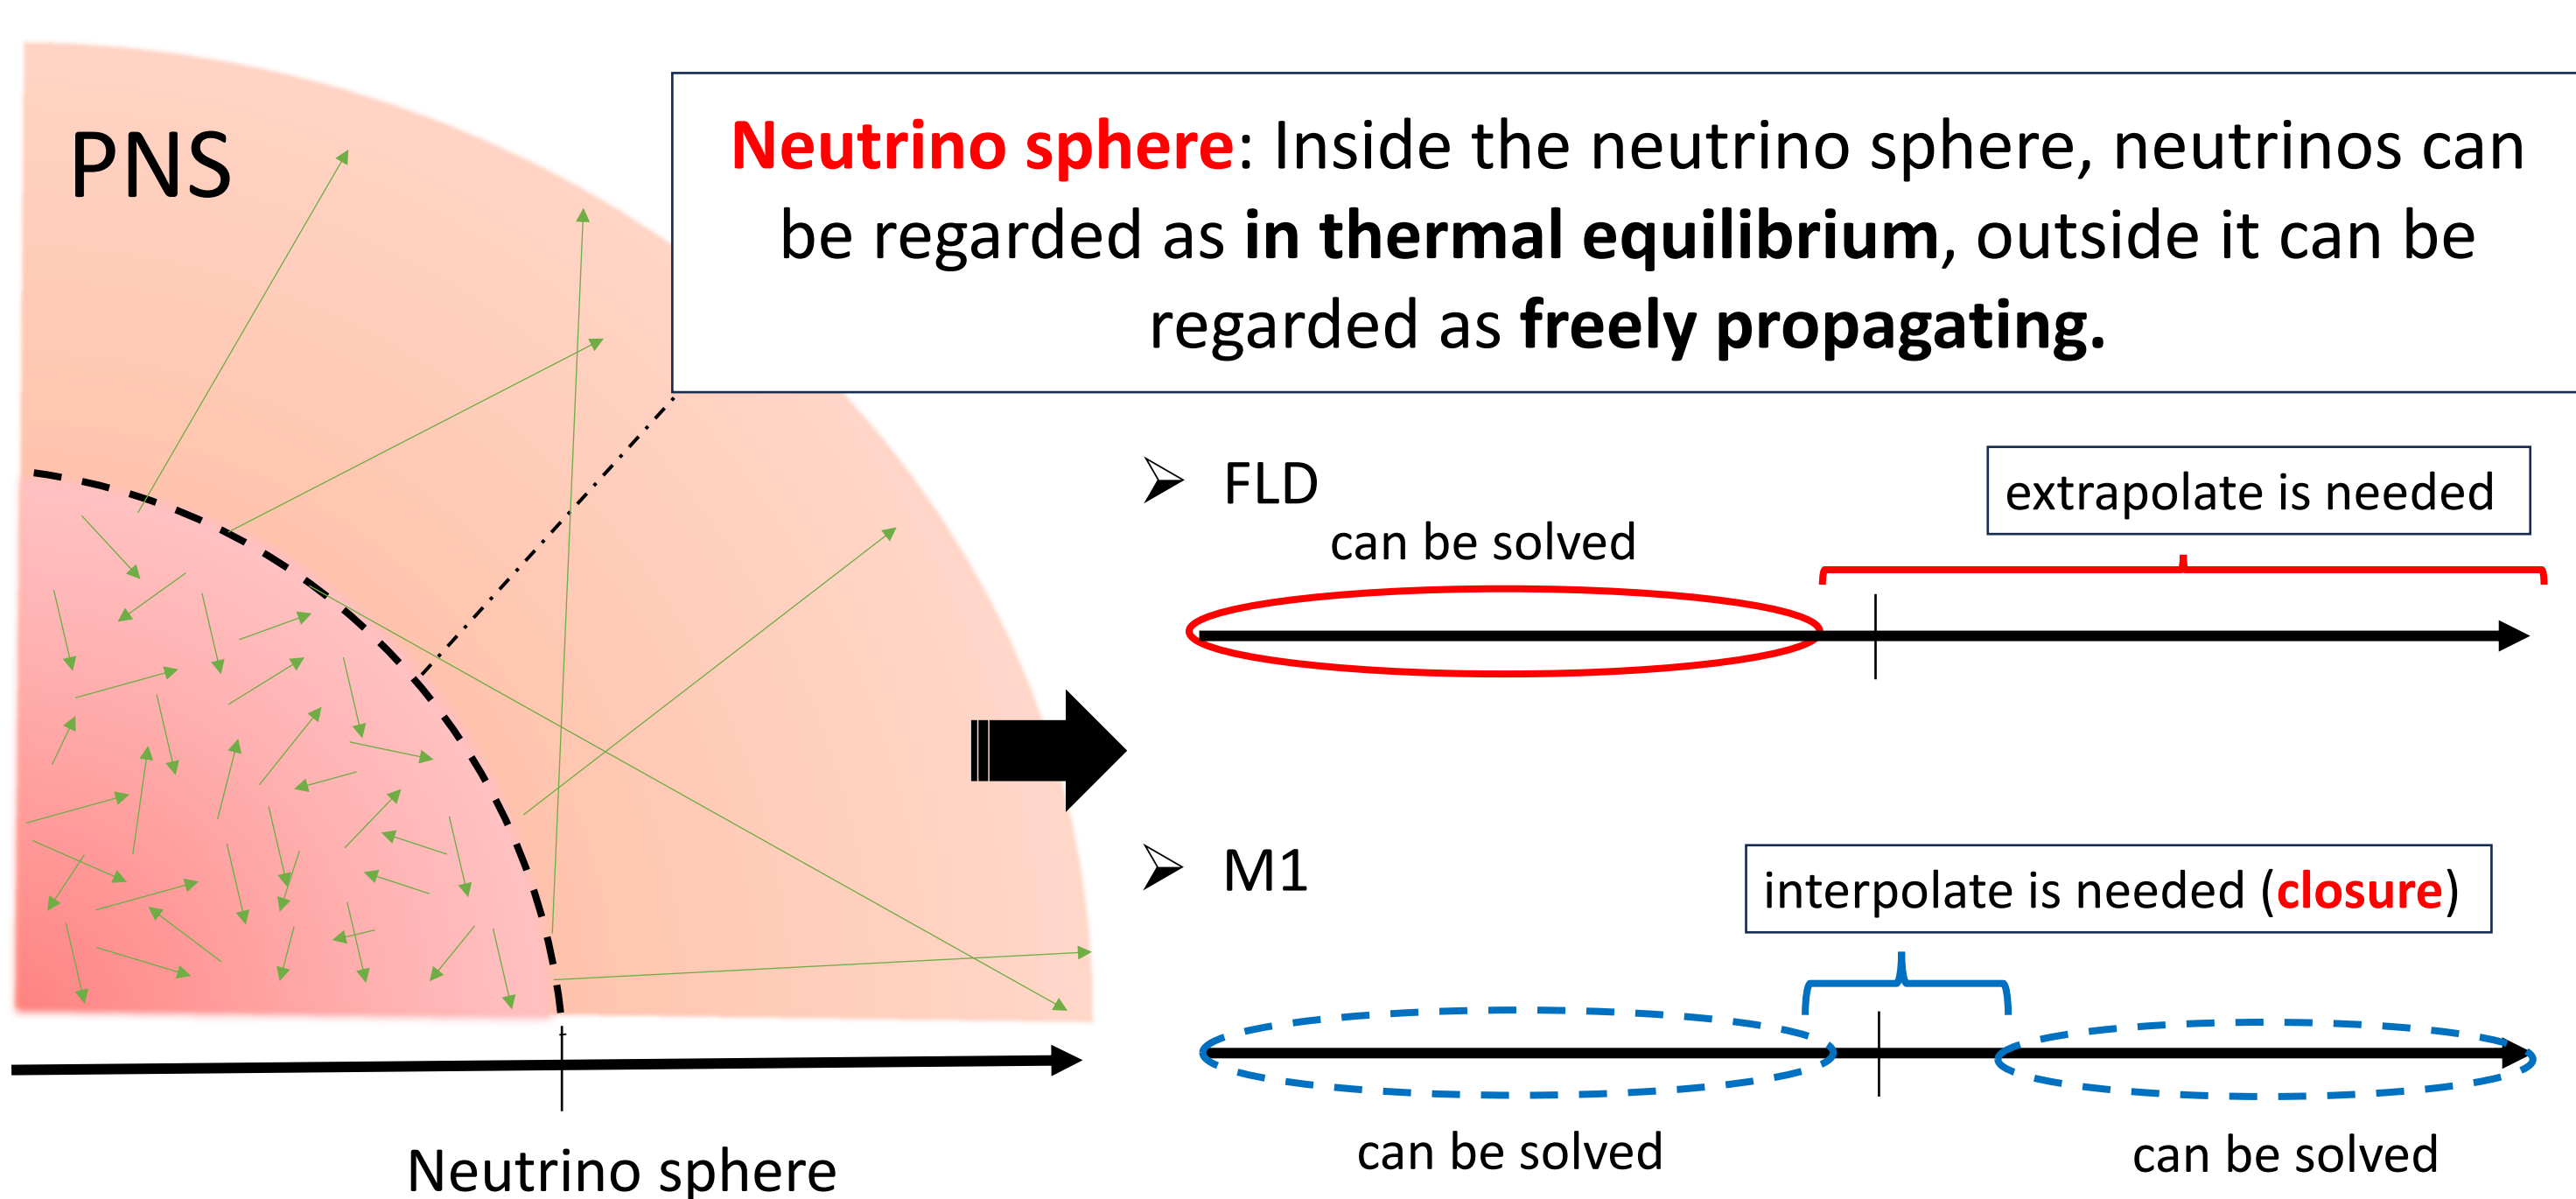 PNS
Neutrino sphere: Inside the neutrino sphere, neutrinos can
be regarded as in thermal equilibrium, outside it can be
regarded as freely propagating.
FLD
can be solved
extrapolate is needed
M1
interpolate is needed (closure)
can be solved
can be solved
Neutrino sphere